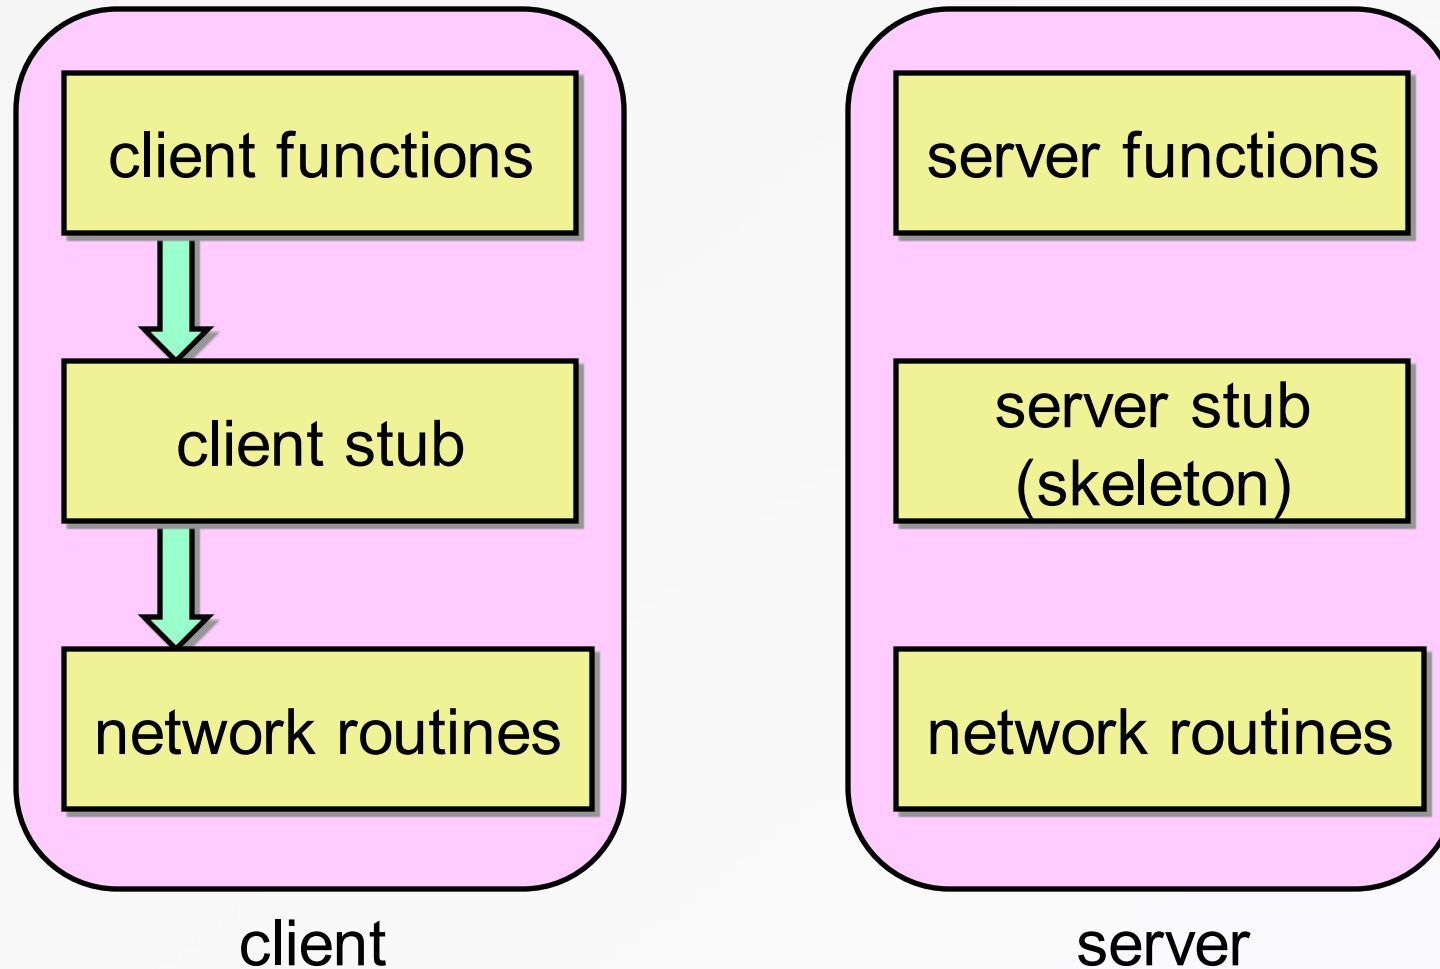 client functions
client stub
network routines
client
server functions
server stub
(skeleton)
network routines
server